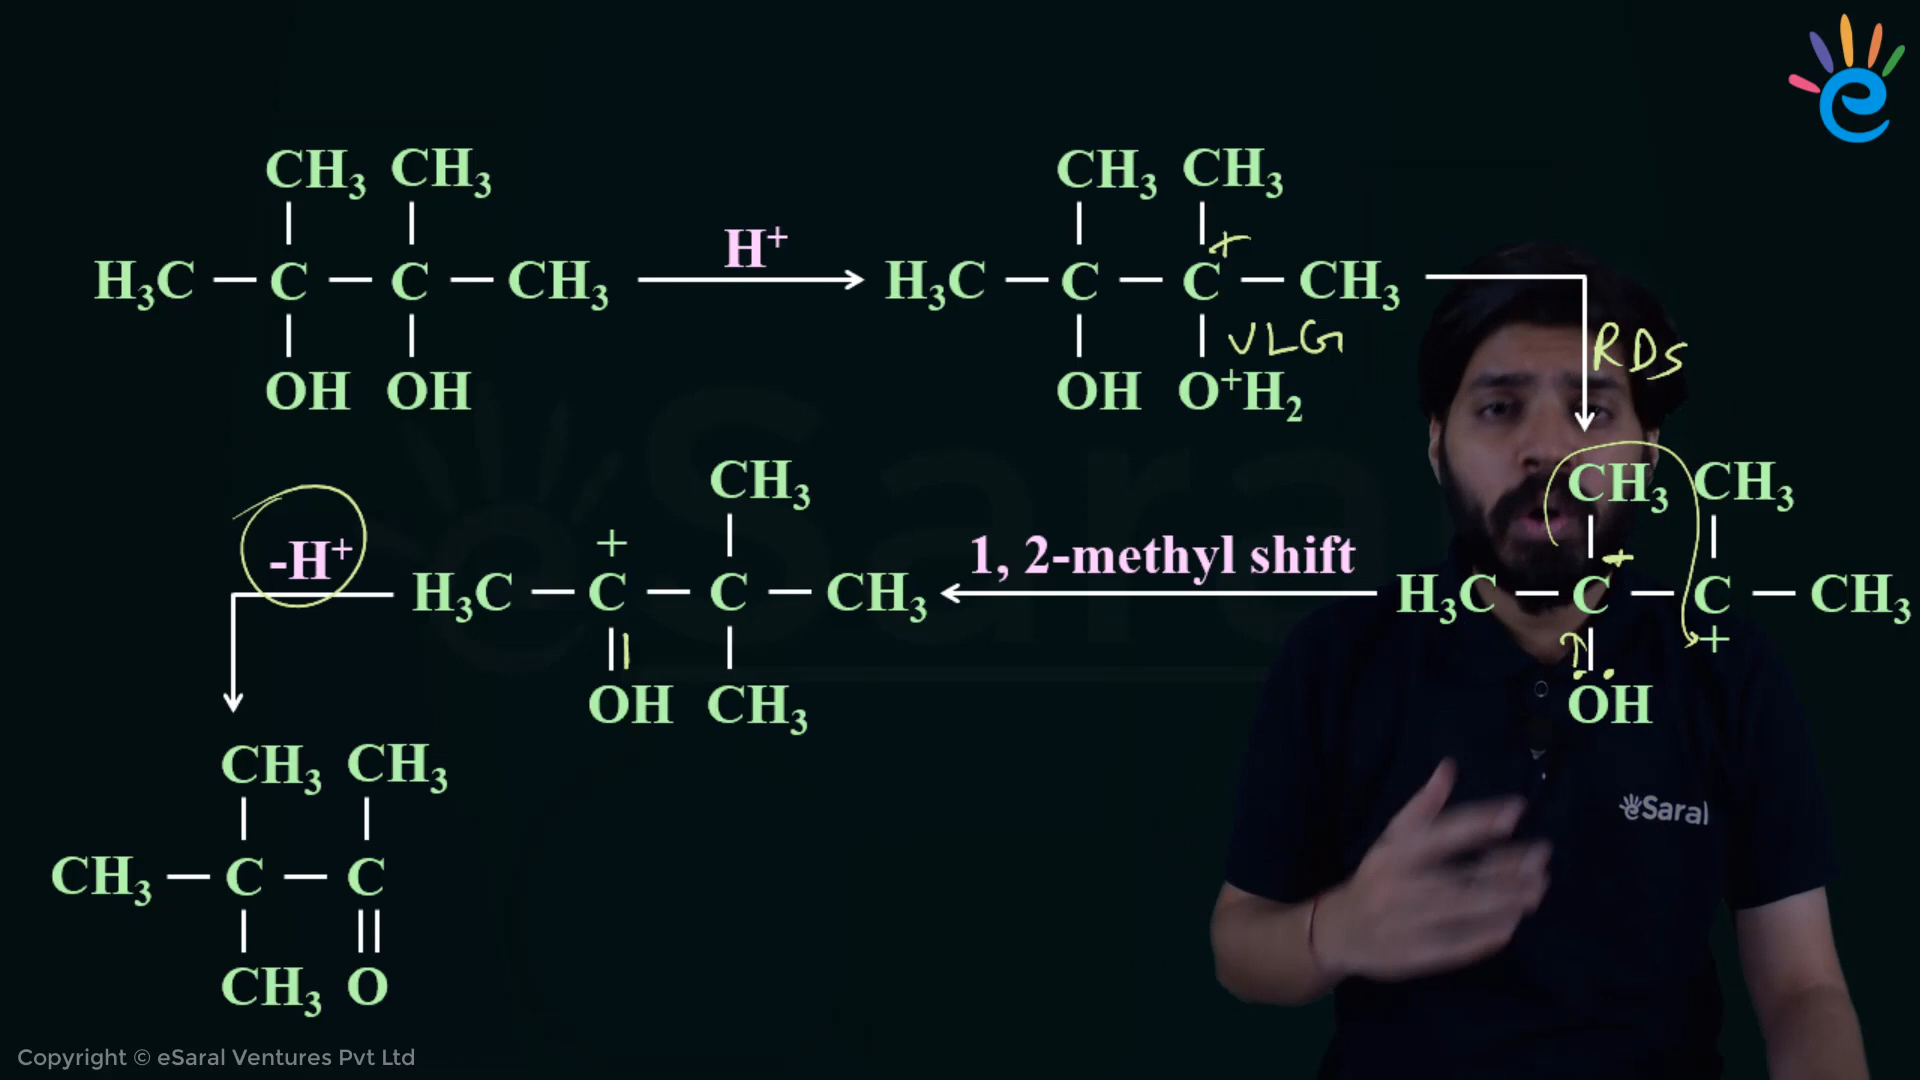 CH₃ CH₃
H₃C — C — C — CH₃
OH OH
H⁺
CH₃ CH₃
+
H₃C — C — C — CH₃
VLG
OH O⁺H₂
RDS
CH₃ CH₃
+
H₃C — C — C — CH₃
+
OH
1, 2-methyl shift
CH₃
+
H₃C — C — C — CH₃
OH CH₃
-H⁺
CH₃ CH₃
CH₃ — C — C
CH₃ O
eSaral
Copyright © eSaral Ventures Pvt Ltd